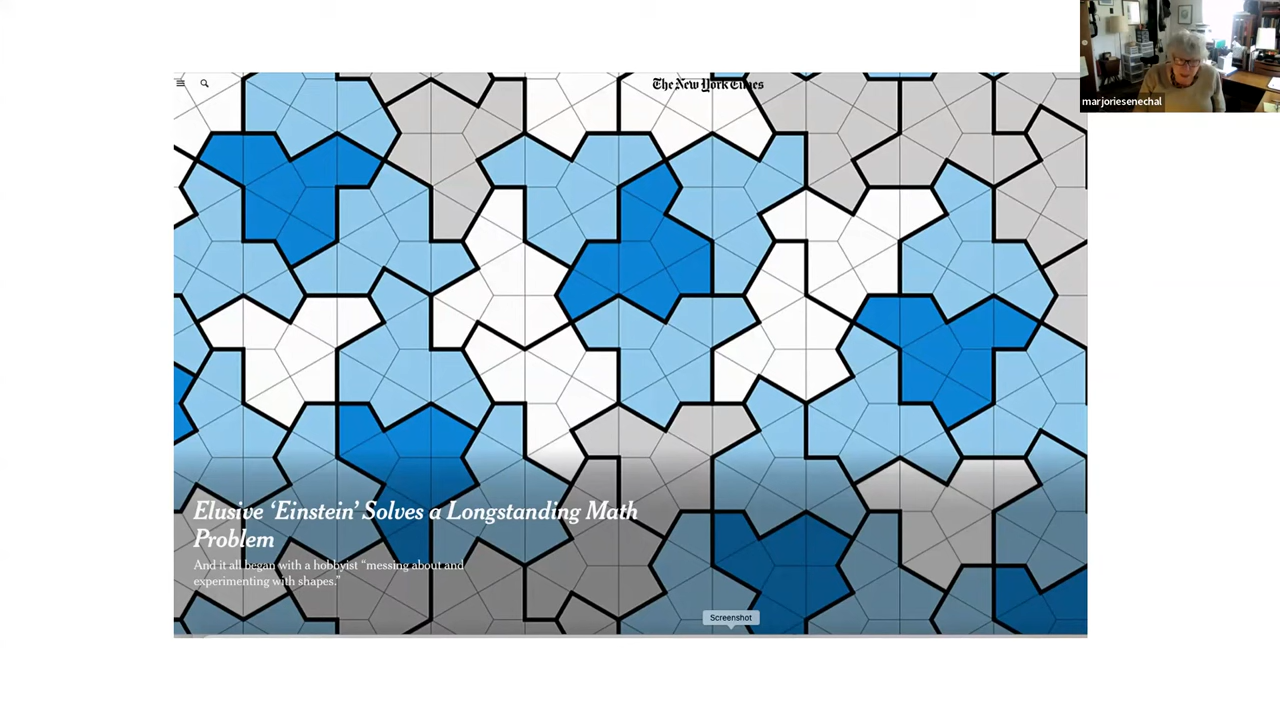 The New York Times
marjoriesenechal
Elusive ‘Einstein’ Solves a Longstanding Math
Problem
And it all began with a hobbyist “messing about and
experimenting with shapes.”
Screenshot